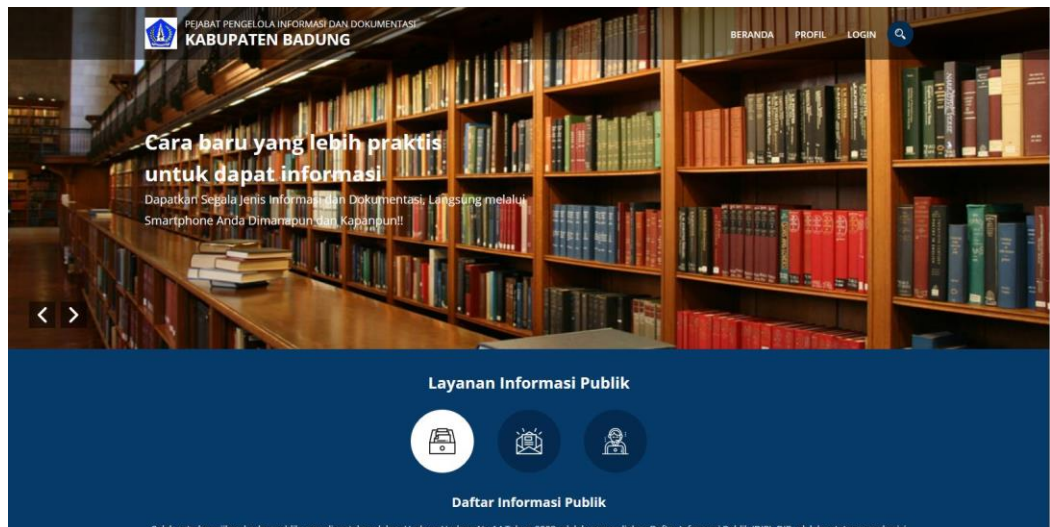 PEJABAT PENGELOLA INFORMASI DAN DOKUMENTASI
KABUPATEN BADUNG
BERANDA PROFIL LOGIN
Cara baru yang lebih praktis
untuk dapat informasi
Dapatkan Segala Jenis Informasi dan Dokumentasi, Langsung melalui
Smartphone Anda Dimanapun dan Kapanpun!!
Layanan Informasi Publik
Daftar Informasi Publik